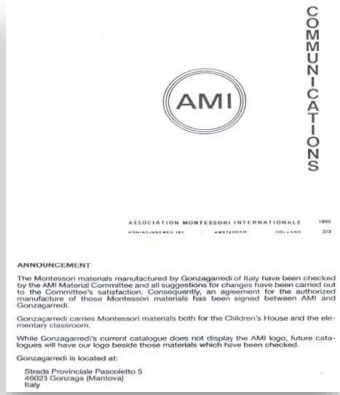 COMMUNICATIONS
AMI
ASSOCIATION MONTESSORI INTERNATIONALE 1995
KONINGINNEWEG 161 AMSTERDAM HOLLAND 2/3
ANNOUNCEMENT
The Montessori materials manufactured by Gonzagarredi of Italy have been checked
by the AMI Material Committee and all suggestions for changes have been carried out
to the Committee's satisfaction. Consequently, an agreement for the authorized
manufacture of those Montessori materials has been signed between AMI and
Gonzagarredi.
Gonzagarredi carries Montessori materials both for the Children's House and the ele-
mentary classroom.
While Gonzagarredi's current catalogue does not display the AMI logo, future cata-
logues will have our logo beside those materials which have been checked.
Gonzagarredi is located at:
Strada Provinciale Pascoletto 5
46023 Gonzaga (Mantova)
Italy